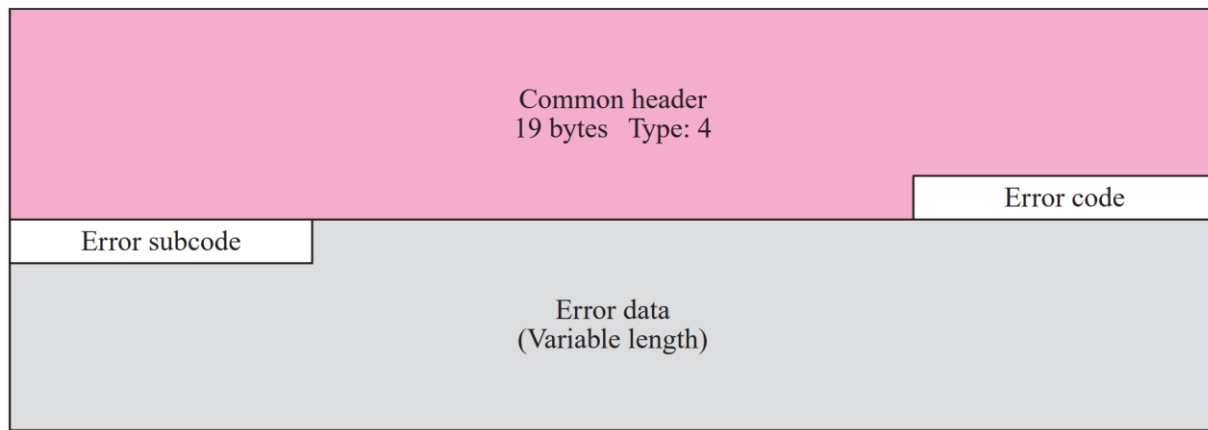 Common header
19 bytes Type: 4
Error code
Error subcode
Error data
(Variable length)